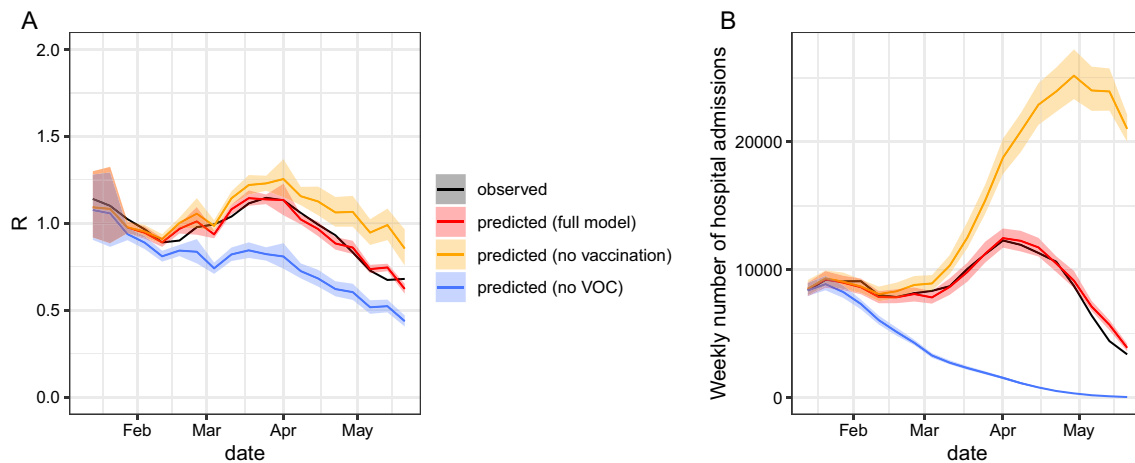 A
R
2.0
1.5
1.0
0.5
0.0
Feb
Mar
Apr
May
date
observed
predicted (full model)
predicted (no vaccination)
predicted (no VOC)
B
Weekly number of hospital admissions
20000
10000
0
Feb
Mar
Apr
May
date